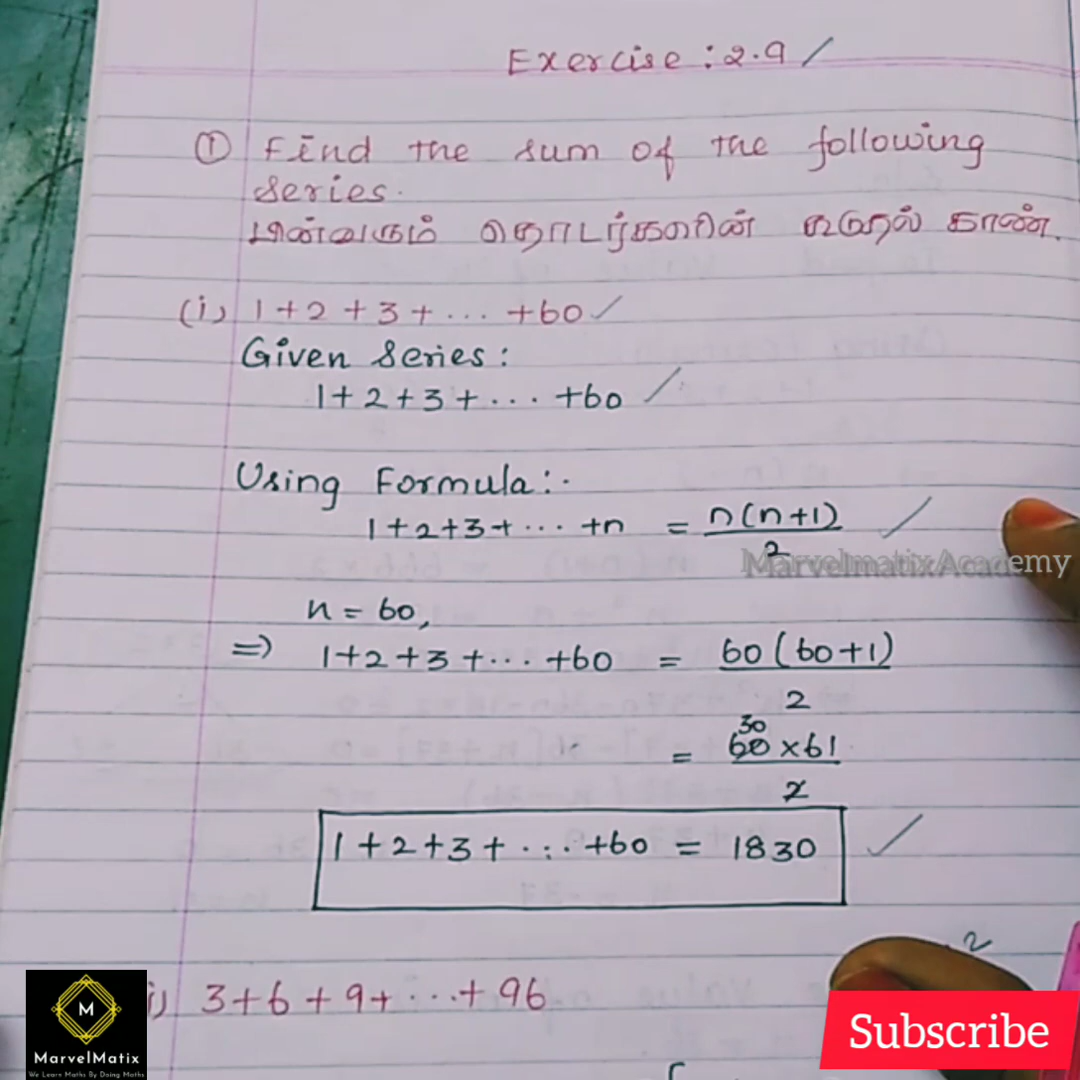 Exercise : 2.9 /
① Find the sum of the following
series.
பின்வரும் தொடர்களின் கூடுதல் காண்.
(i) 1 + 2 + 3 + ... + 60 ✓
Given Series :
1 + 2 + 3 + ... + 60 ✓
Using Formula :-
1 + 2 + 3 + ... + n = n(n+1) / 2 ✓
MarvelmatixAcademy
n = 60,
⇒ 1 + 2 + 3 + ... + 60 = 60(60+1) / 2
30
= 60 × 61 / 2
1 + 2 + 3 + ... + 60 = 1830 ✓
2
i) 3 + 6 + 9 + ... + 96
M
MarvelMatix
We Learn Maths By Doing Maths
Subscribe